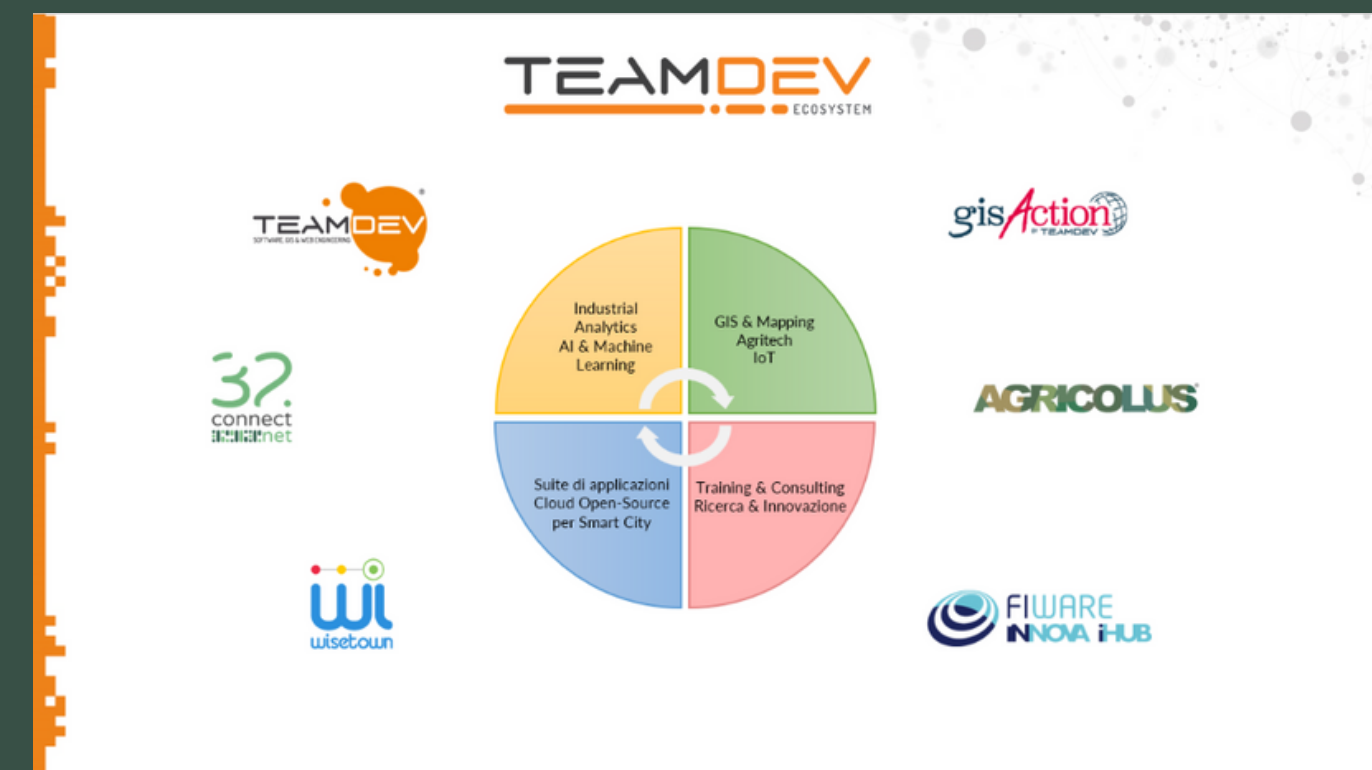 TEAMDEV
ECOSYSTEM
TEAMDEV
SOFTWARE, GIS & WEB ENGINEERING
gisAction
BY TEAMDEV
Industrial
Analytics
AI & Machine
Learning
GIS & Mapping
Agritech
IoT
32.
connect
net
AGRICOLUS
Suite di applicazioni
Cloud Open-Source
per Smart City
Training & Consulting
Ricerca & Innovazione
wi
wisetown
FIWARE
INNOVA iHUB